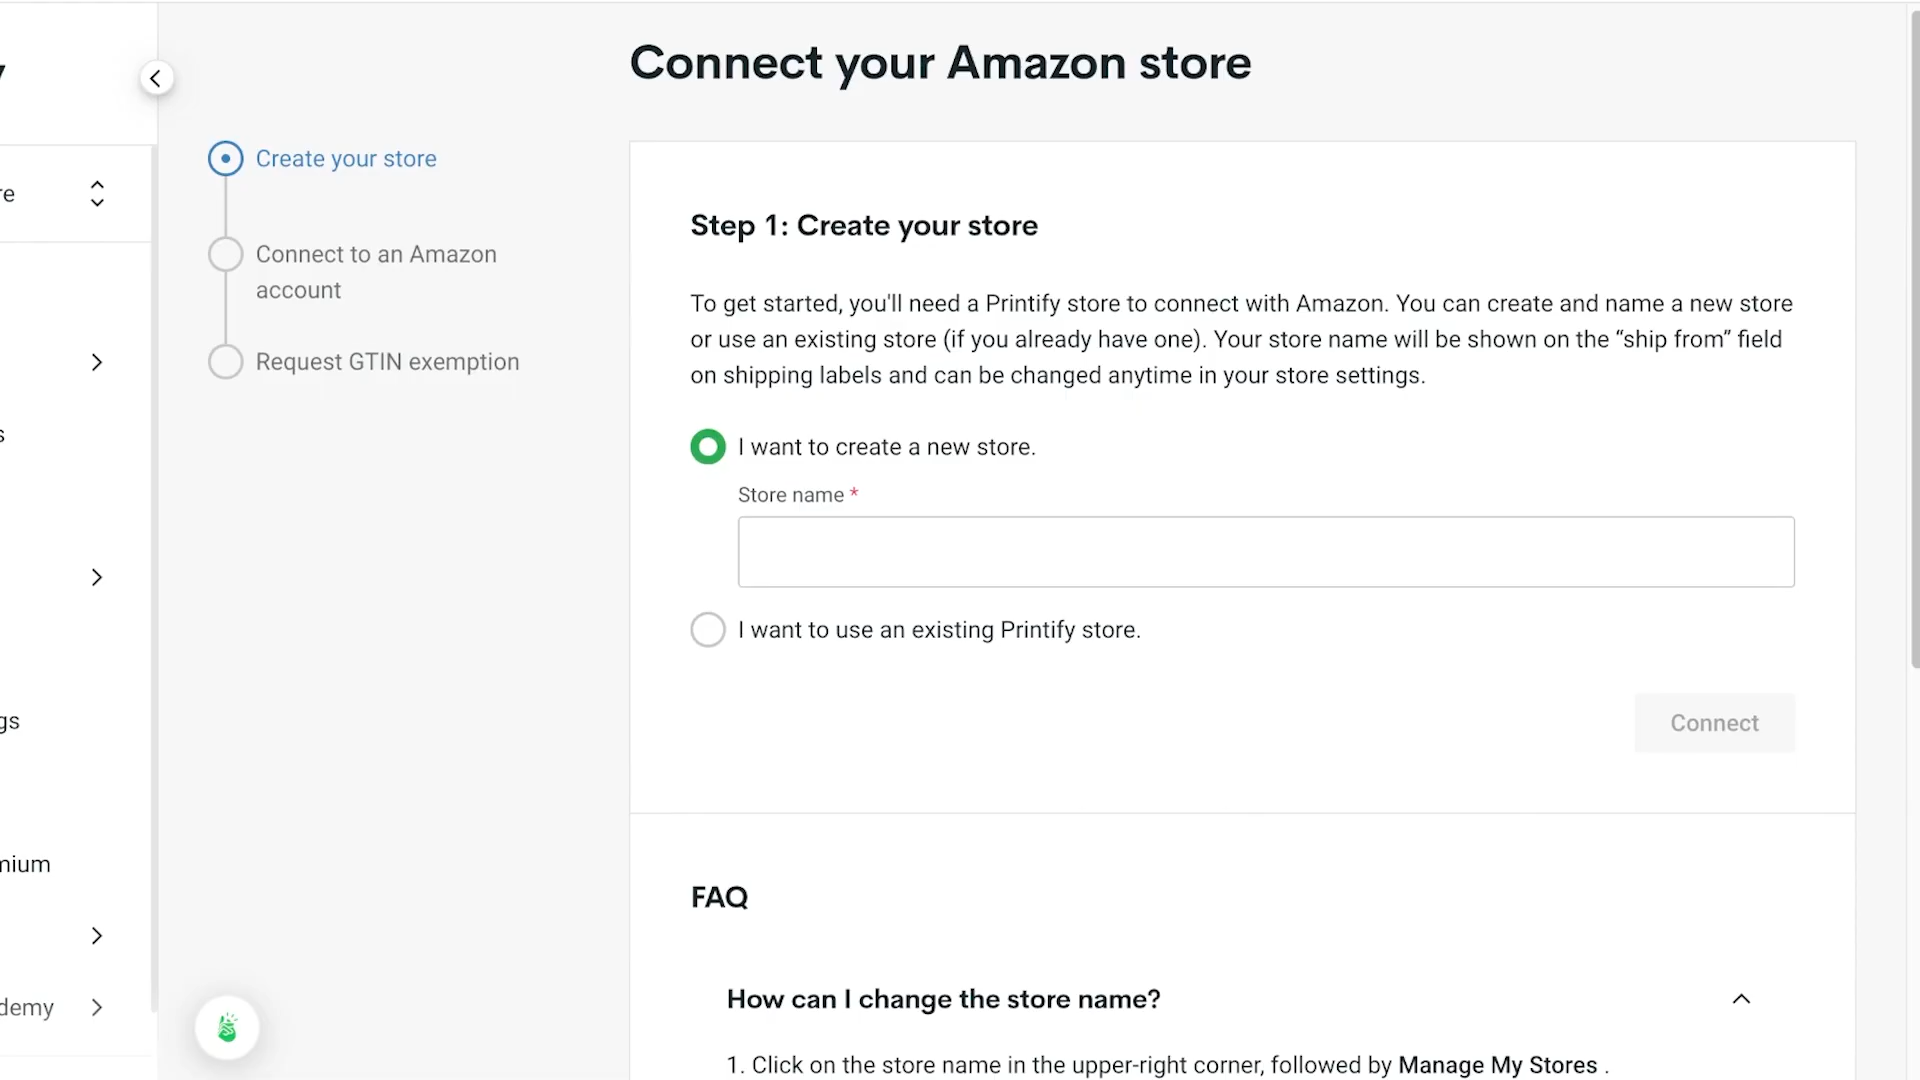 Connect your Amazon store
re
s
gs
mium
demy
Create your store
Connect to an Amazon
account
Request GTIN exemption
Step 1: Create your store
To get started, you'll need a Printify store to connect with Amazon. You can create and name a new store
or use an existing store (if you already have one). Your store name will be shown on the “ship from” field
on shipping labels and can be changed anytime in your store settings.
I want to create a new store.
Store name *
I want to use an existing Printify store.
Connect
FAQ
How can I change the store name?
1. Click on the store name in the upper-right corner, followed by Manage My Stores .